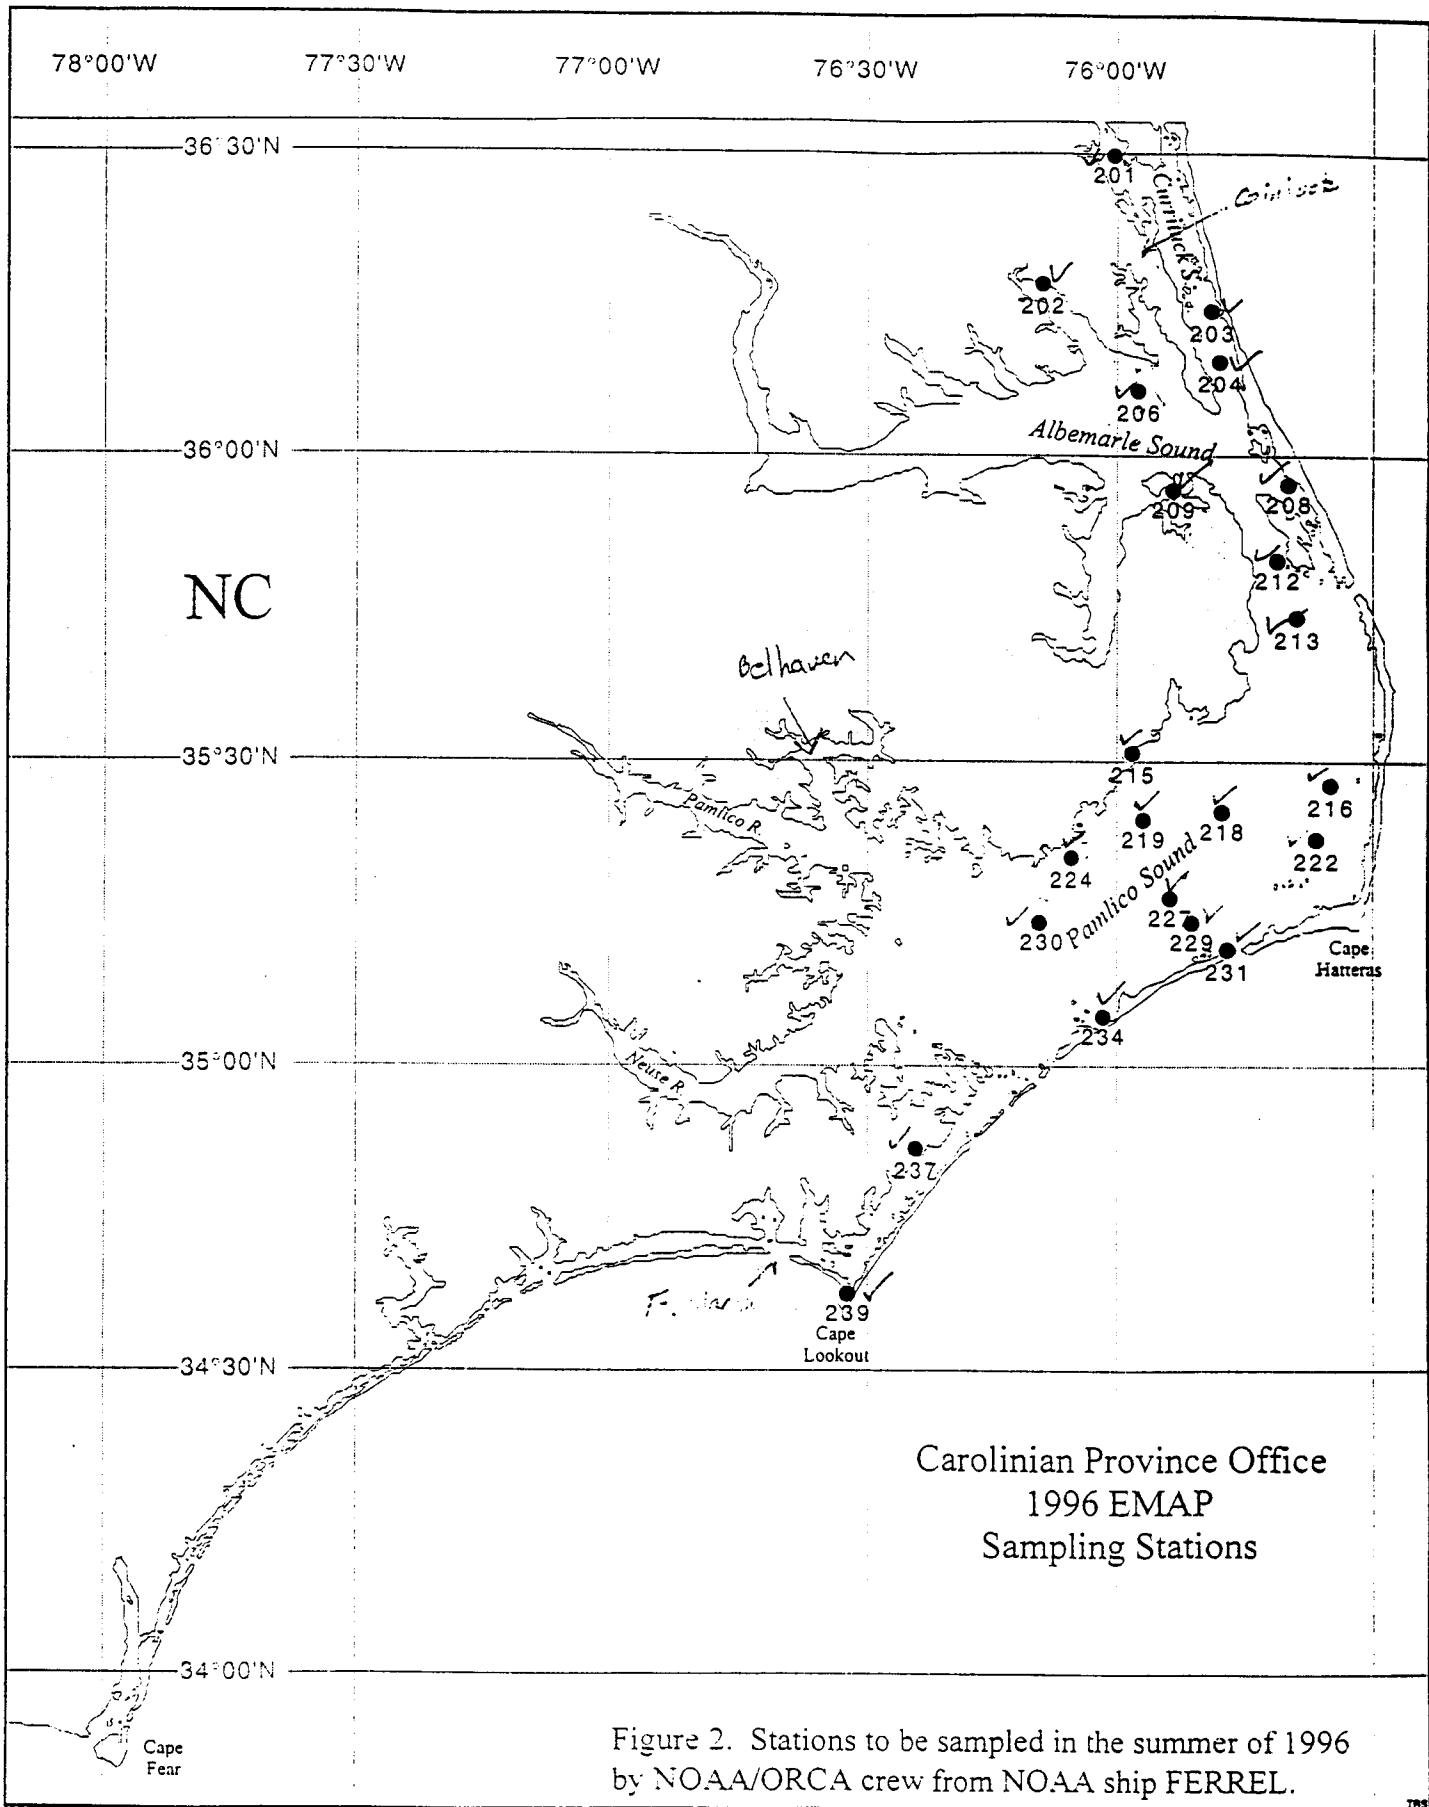 78°00'W 77°30'W 77°00'W 76°30'W 76°00'W
36°30'N
201
Currituck S.
202
203
204
206
Albemarle Sound
36°00'N
209
208
212
NC
213
Belhaven
35°30'N
215
216
Pamlico R.
219
218
222
224
Pamlico Sound
227
230
229
231
Cape
Hatteras
234
35°00'N
Neuse R.
237
239
Cape
Lookout
34°30'N
Carolinian Province Office
1996 EMAP
Sampling Stations
34°00'N
Cape
Fear
Figure 2. Stations to be sampled in the summer of 1996
by NOAA/ORCA crew from NOAA ship FERREL.
TBS